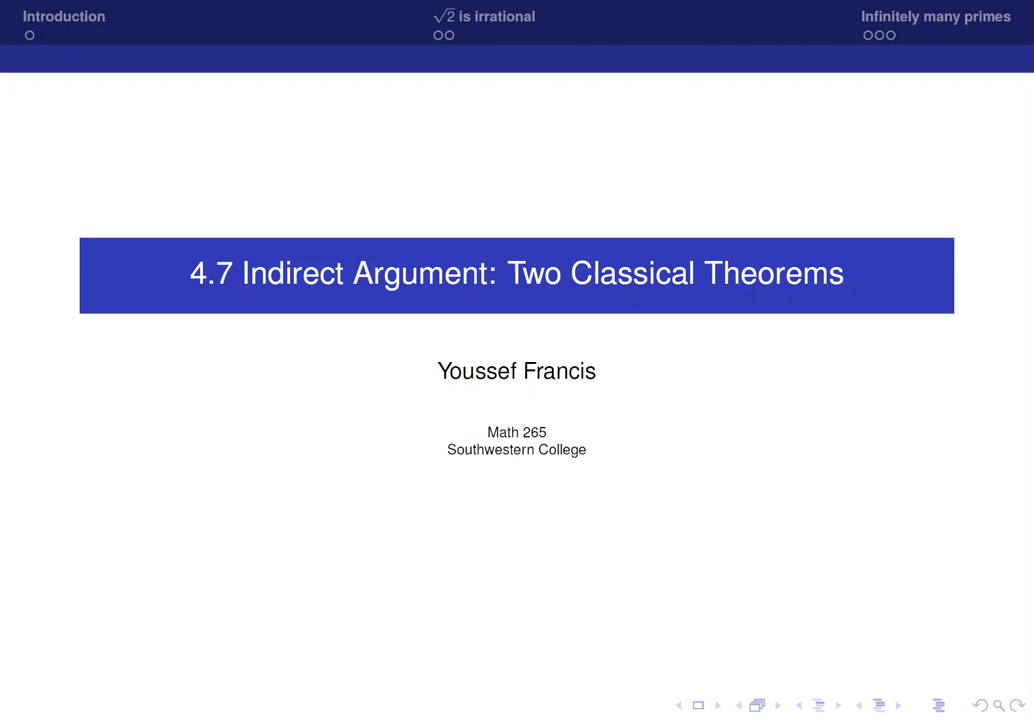 Introduction
√2 is irrational
Infinitely many primes
4.7 Indirect Argument: Two Classical Theorems
Youssef Francis
Math 265
Southwestern College